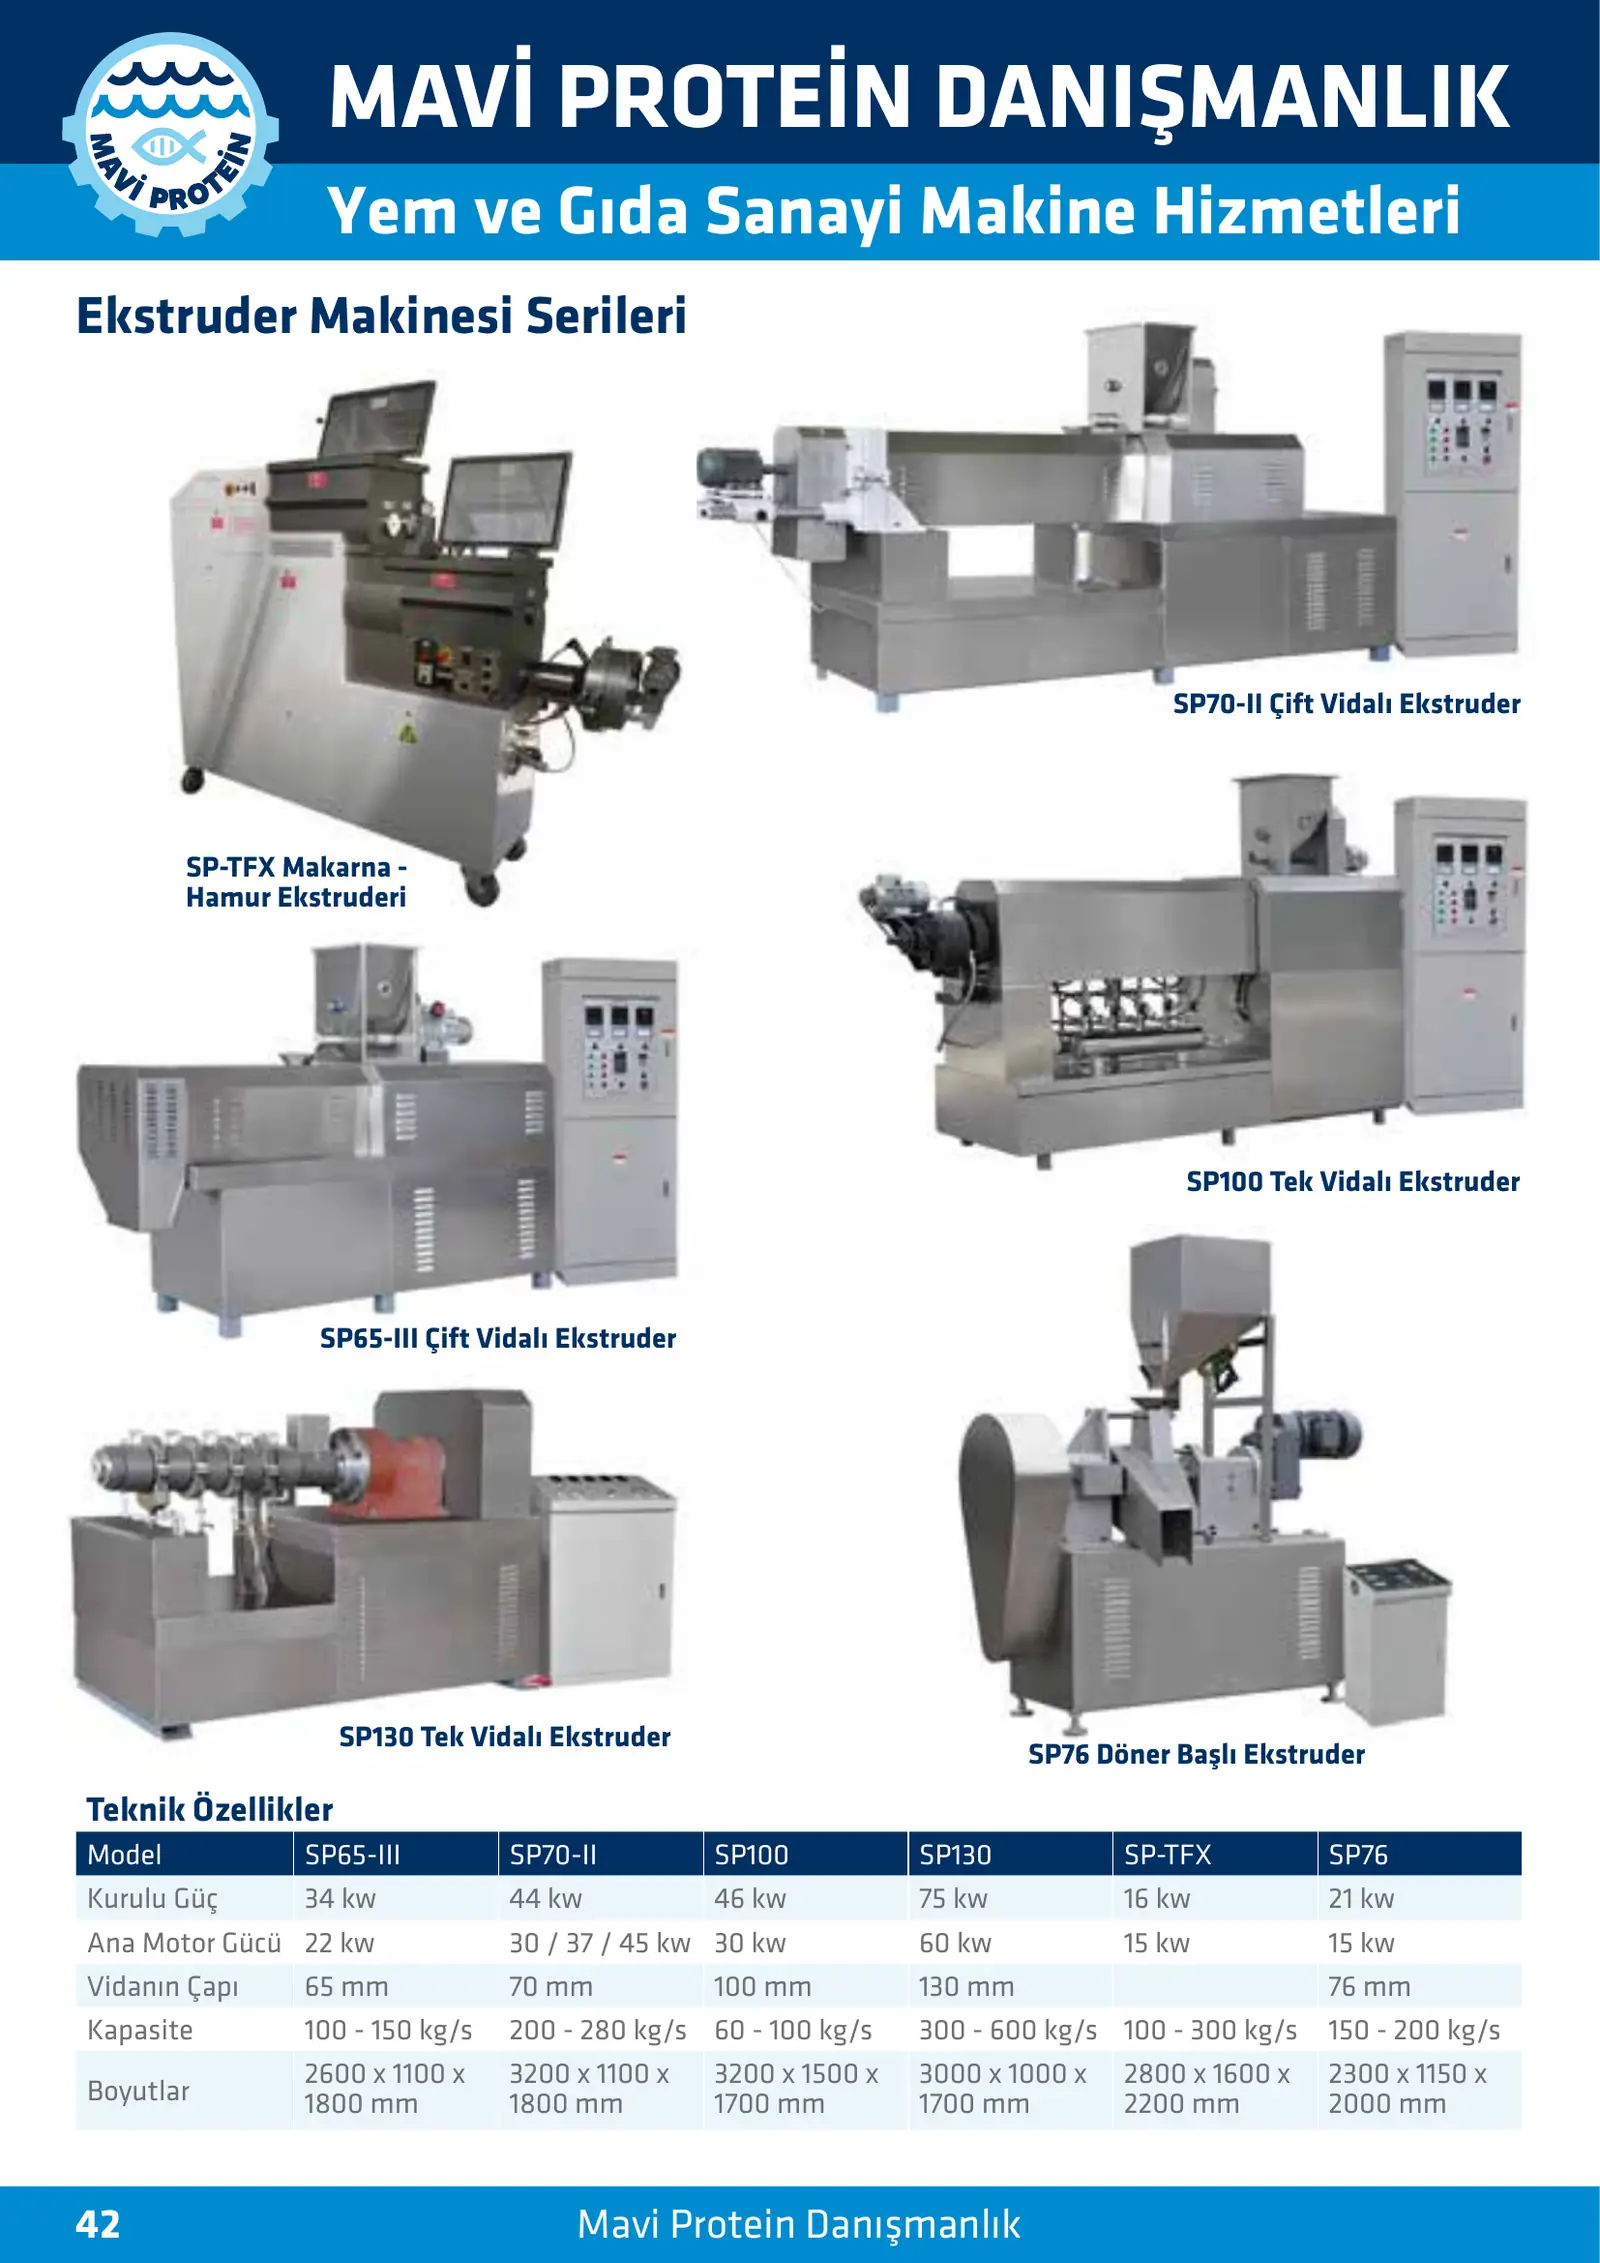 MAVİ PROTEİN DANIŞMANLIK
MAVİ PROTEİN
Yem ve Gıda Sanayi Makine Hizmetleri
Ekstruder Makinesi Serileri
SP70-II Çift Vidalı Ekstruder
SP-TFX Makarna -
Hamur Ekstruderi
SP100 Tek Vidalı Ekstruder
SP65-III Çift Vidalı Ekstruder
SP130 Tek Vidalı Ekstruder
SP76 Döner Başlı Ekstruder
Teknik Özellikler
Model SP65-III SP70-II SP100 SP130 SP-TFX SP76
Kurulu Güç 34 kw 44 kw 46 kw 75 kw 16 kw 21 kw
Ana Motor Gücü 22 kw 30 / 37 / 45 kw 30 kw 60 kw 15 kw 15 kw
Vidanın Çapı 65 mm 70 mm 100 mm 130 mm 76 mm
Kapasite 100 - 150 kg/s 200 - 280 kg/s 60 - 100 kg/s 300 - 600 kg/s 100 - 300 kg/s 150 - 200 kg/s
Boyutlar 2600 x 1100 x 3200 x 1100 x 3200 x 1500 x 3000 x 1000 x 2800 x 1600 x 2300 x 1150 x
1800 mm 1800 mm 1700 mm 1700 mm 2200 mm 2000 mm
42 Mavi Protein Danışmanlık